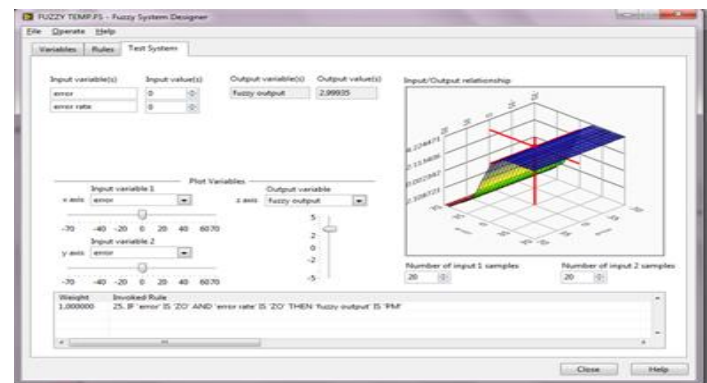 FUZZY TEMP.FS - Fuzzy System Designer
File Operate Help
Variables Rules Test System
Input variable(s) Input value(s) Output variable(s) Output value(s) Input/Output relationship
error 0 fuzzy output 2.99935
error rate 0
Plot Variables
Input variable 1 Output variable
x axis error z axis fuzzy output
-70 -40 -20 0 20 40 6070
Input variable 2
y axis error
-70 -40 -20 0 20 40 6070
5
2
0
-2
-5
Number of input 1 samples Number of input 2 samples
20 20
Weight Invoked Rule
1.000000 25. IF 'error' IS 'ZO' AND 'error rate' IS 'ZO' THEN 'fuzzy output' IS 'PM'
Close Help